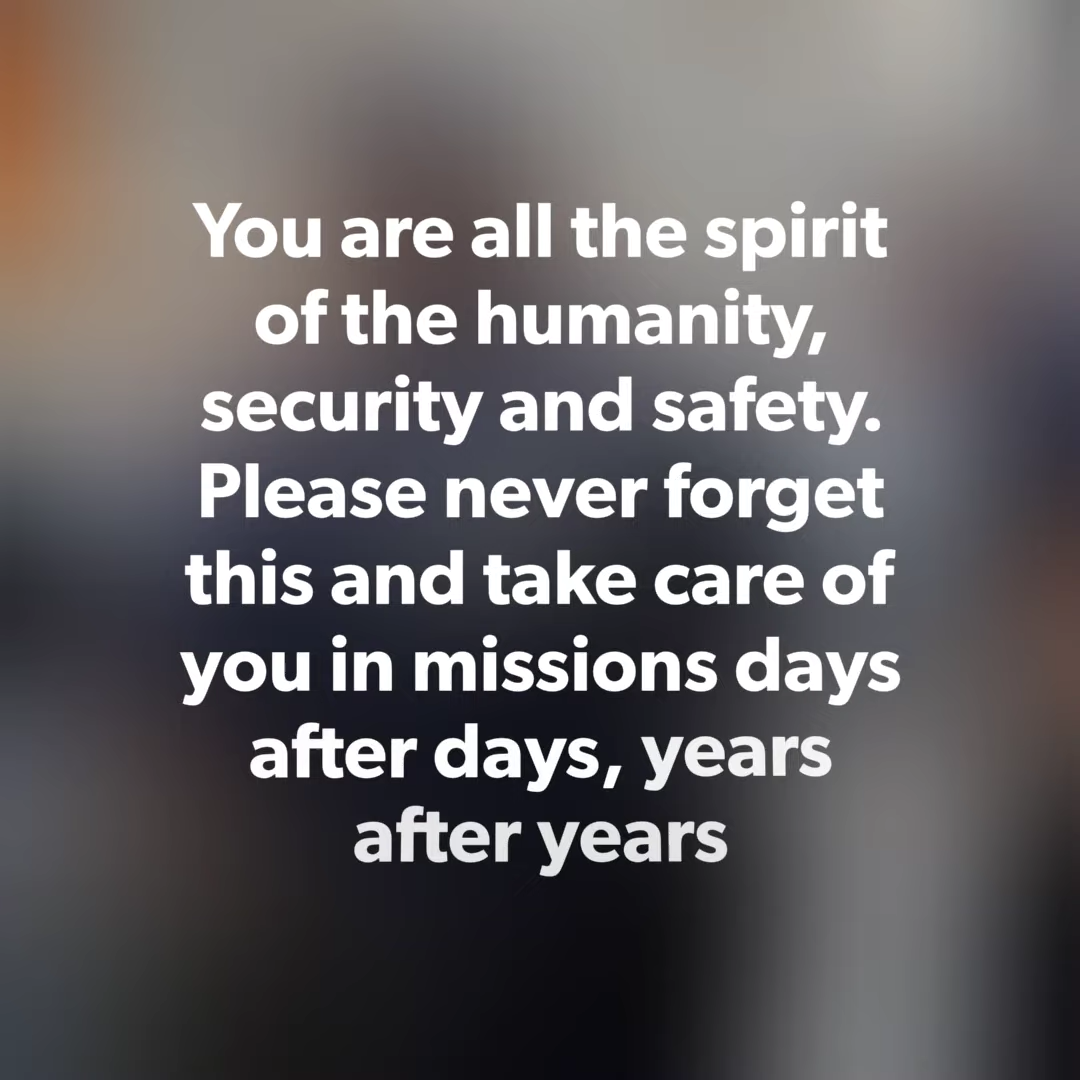 You are all the spirit
of the humanity,
security and safety.
Please never forget
this and take care of
you in missions days
after days, years
after years